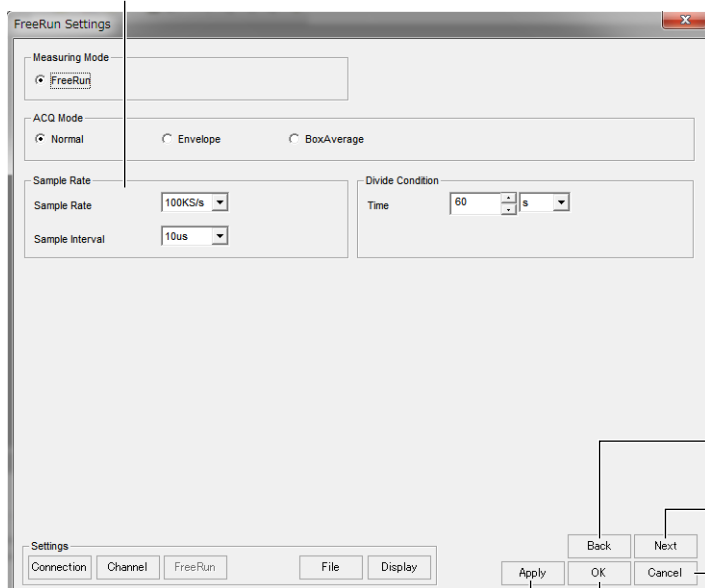 FreeRun Settings
x
Measuring Mode
FreeRun
ACQ Mode
Normal Envelope BoxAverage
Sample Rate
Sample Rate 100KS/s
Sample Interval 10us
Divide Condition
Time 60 s
Back Next
Settings
Connection Channel FreeRun File Display
Apply OK Cancel